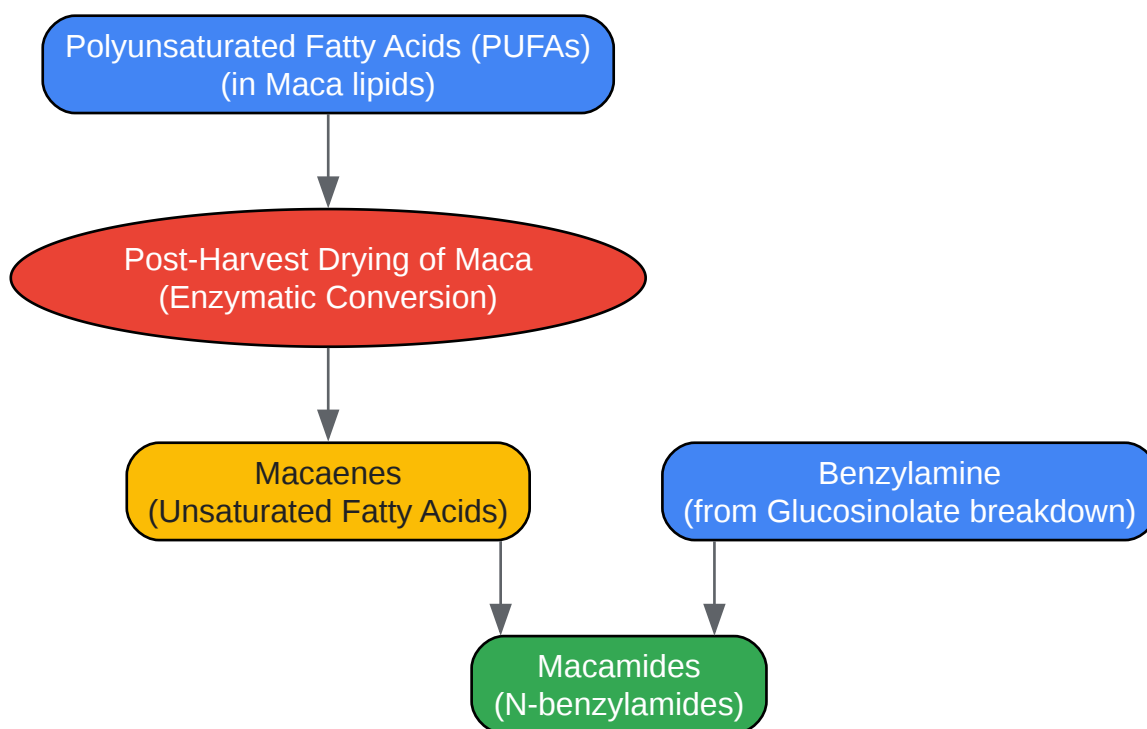 Polyunsaturated Fatty Acids (PUFAs)
(in Maca lipids)
Post-Harvest Drying of Maca
(Enzymatic Conversion)
Macaenes
(Unsaturated Fatty Acids)
Benzylamine
(from Glucosinolate breakdown)
Macamides
(N-benzylamides)